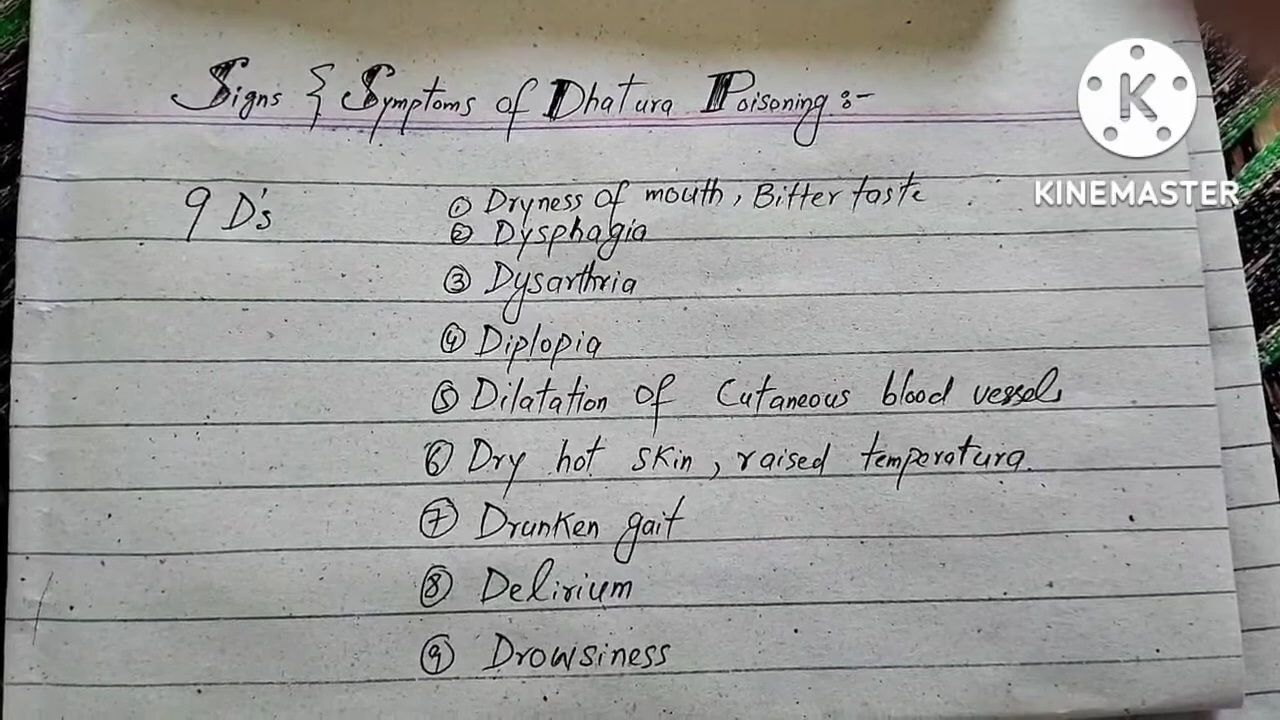 Signs & Symptoms of Dhatura Poisoning :-
K
KINEMASTER
9 D's
① Dryness of mouth, Bitter taste
② Dysphagia
③ Dysarthria
④ Diplopia
⑤ Dilatation of Cutaneous blood vessels
⑥ Dry hot skin, raised temperature.
⑦ Drunken gait
⑧ Delirium
⑨ Drowsiness